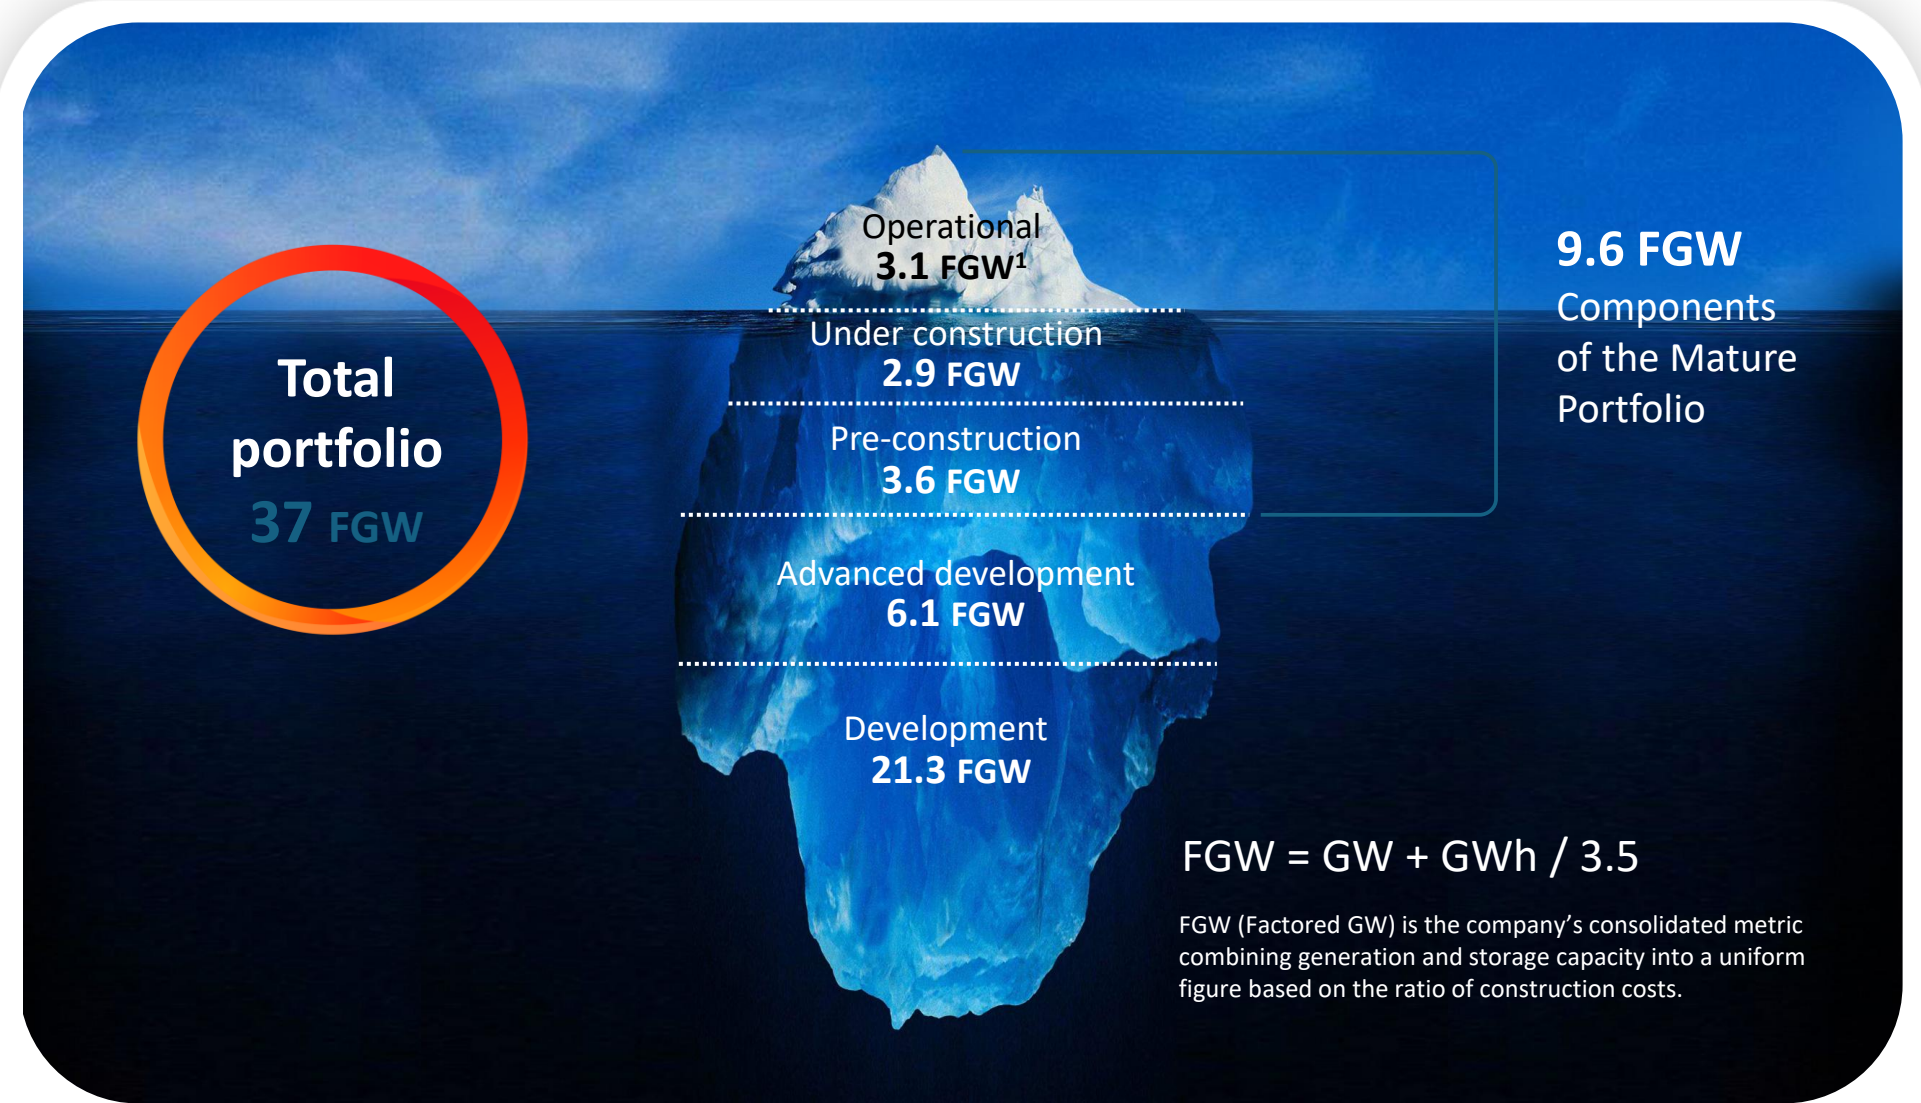 Total
portfolio
37 FGW
Operational
3.1 FGW¹
Under construction
2.9 FGW
Pre-construction
3.6 FGW
Advanced development
6.1 FGW
Development
21.3 FGW
9.6 FGW
Components
of the Mature
Portfolio
FGW = GW + GWh / 3.5
FGW (Factored GW) is the company’s consolidated metric
combining generation and storage capacity into a uniform
figure based on the ratio of construction costs.